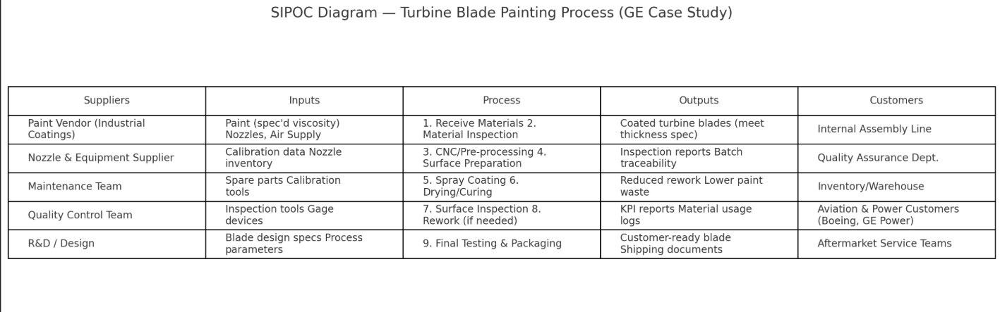 SIPOC Diagram — Turbine Blade Painting Process (GE Case Study)
Suppliers
Inputs
Process
Outputs
Customers
Paint Vendor (Industrial
Coatings)
Paint (spec'd viscosity)
Nozzles, Air Supply
1. Receive Materials 2.
Material Inspection
Coated turbine blades (meet
thickness spec)
Internal Assembly Line
Nozzle & Equipment Supplier
Calibration data Nozzle
inventory
3. CNC/Pre-processing 4.
Surface Preparation
Inspection reports Batch
traceability
Quality Assurance Dept.
Maintenance Team
Spare parts Calibration
tools
5. Spray Coating 6.
Drying/Curing
Reduced rework Lower paint
waste
Inventory/Warehouse
Quality Control Team
Inspection tools Gage
devices
7. Surface Inspection 8.
Rework (if needed)
KPI reports Material usage
logs
Aviation & Power Customers
(Boeing, GE Power)
R&D / Design
Blade design specs Process
parameters
9. Final Testing & Packaging
Customer-ready blade
Shipping documents
Aftermarket Service Teams